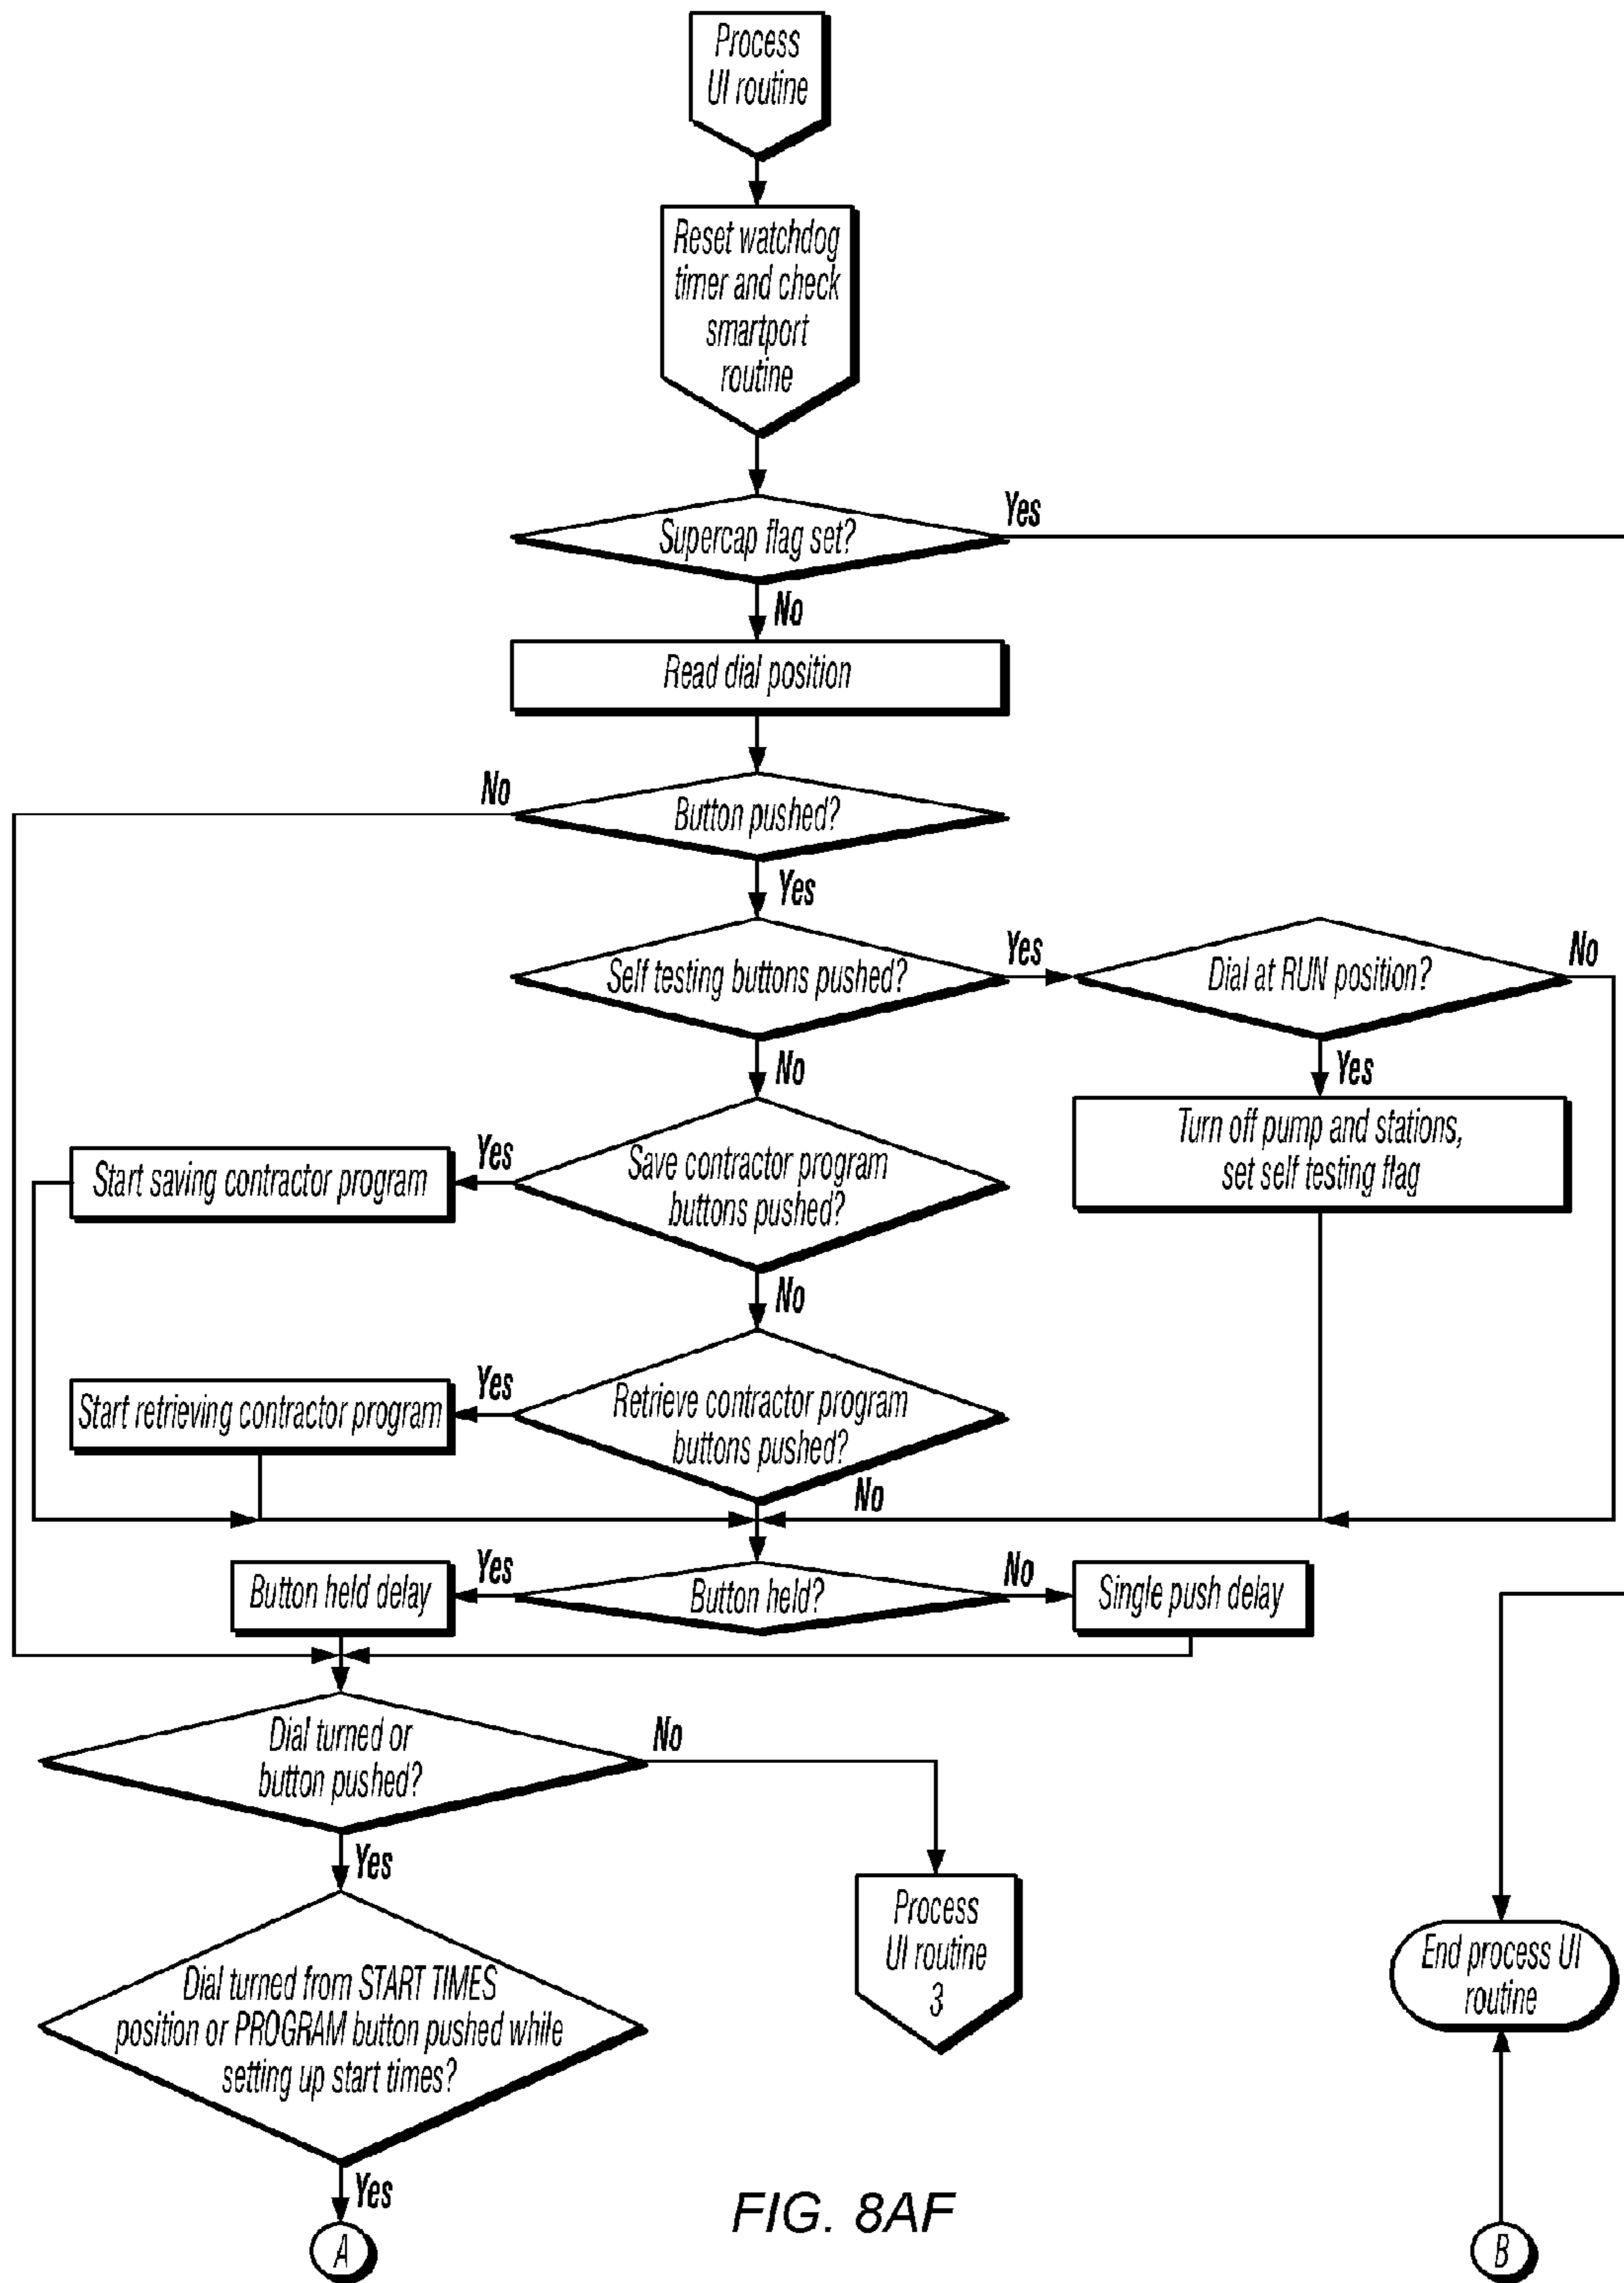 Process
UI routine
Reset watchdog
timer and check
smartport
routine
Supercap flag set?
Yes
No
Read dial position
Button pushed?
No
Yes
Self testing buttons pushed?
Yes
Dial at RUN position?
No
No
Yes
Turn off pump and stations,
set self testing flag
Save contractor program
buttons pushed?
Yes
Start saving contractor program
No
Retrieve contractor program
buttons pushed?
Yes
Start retrieving contractor program
No
Button held?
Yes
Button held delay
No
Single push delay
Dial turned or
button pushed?
No
Yes
Process
UI routine
3
Dial turned from START TIMES
position or PROGRAM button pushed while
setting up start times?
Yes
A
End process UI
routine
B
FIG. 8AF